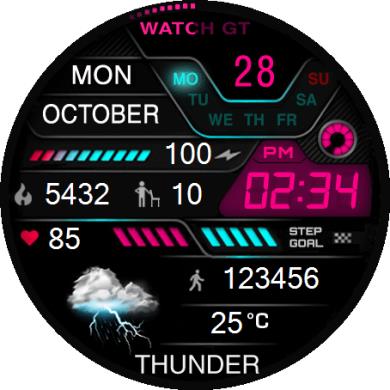 WATCH GT
MON
OCTOBER
28
MO TU WE TH FR SA SU
100
PM
02:34
5432
10
85
STEP GOAL
123456
25°C
THUNDER